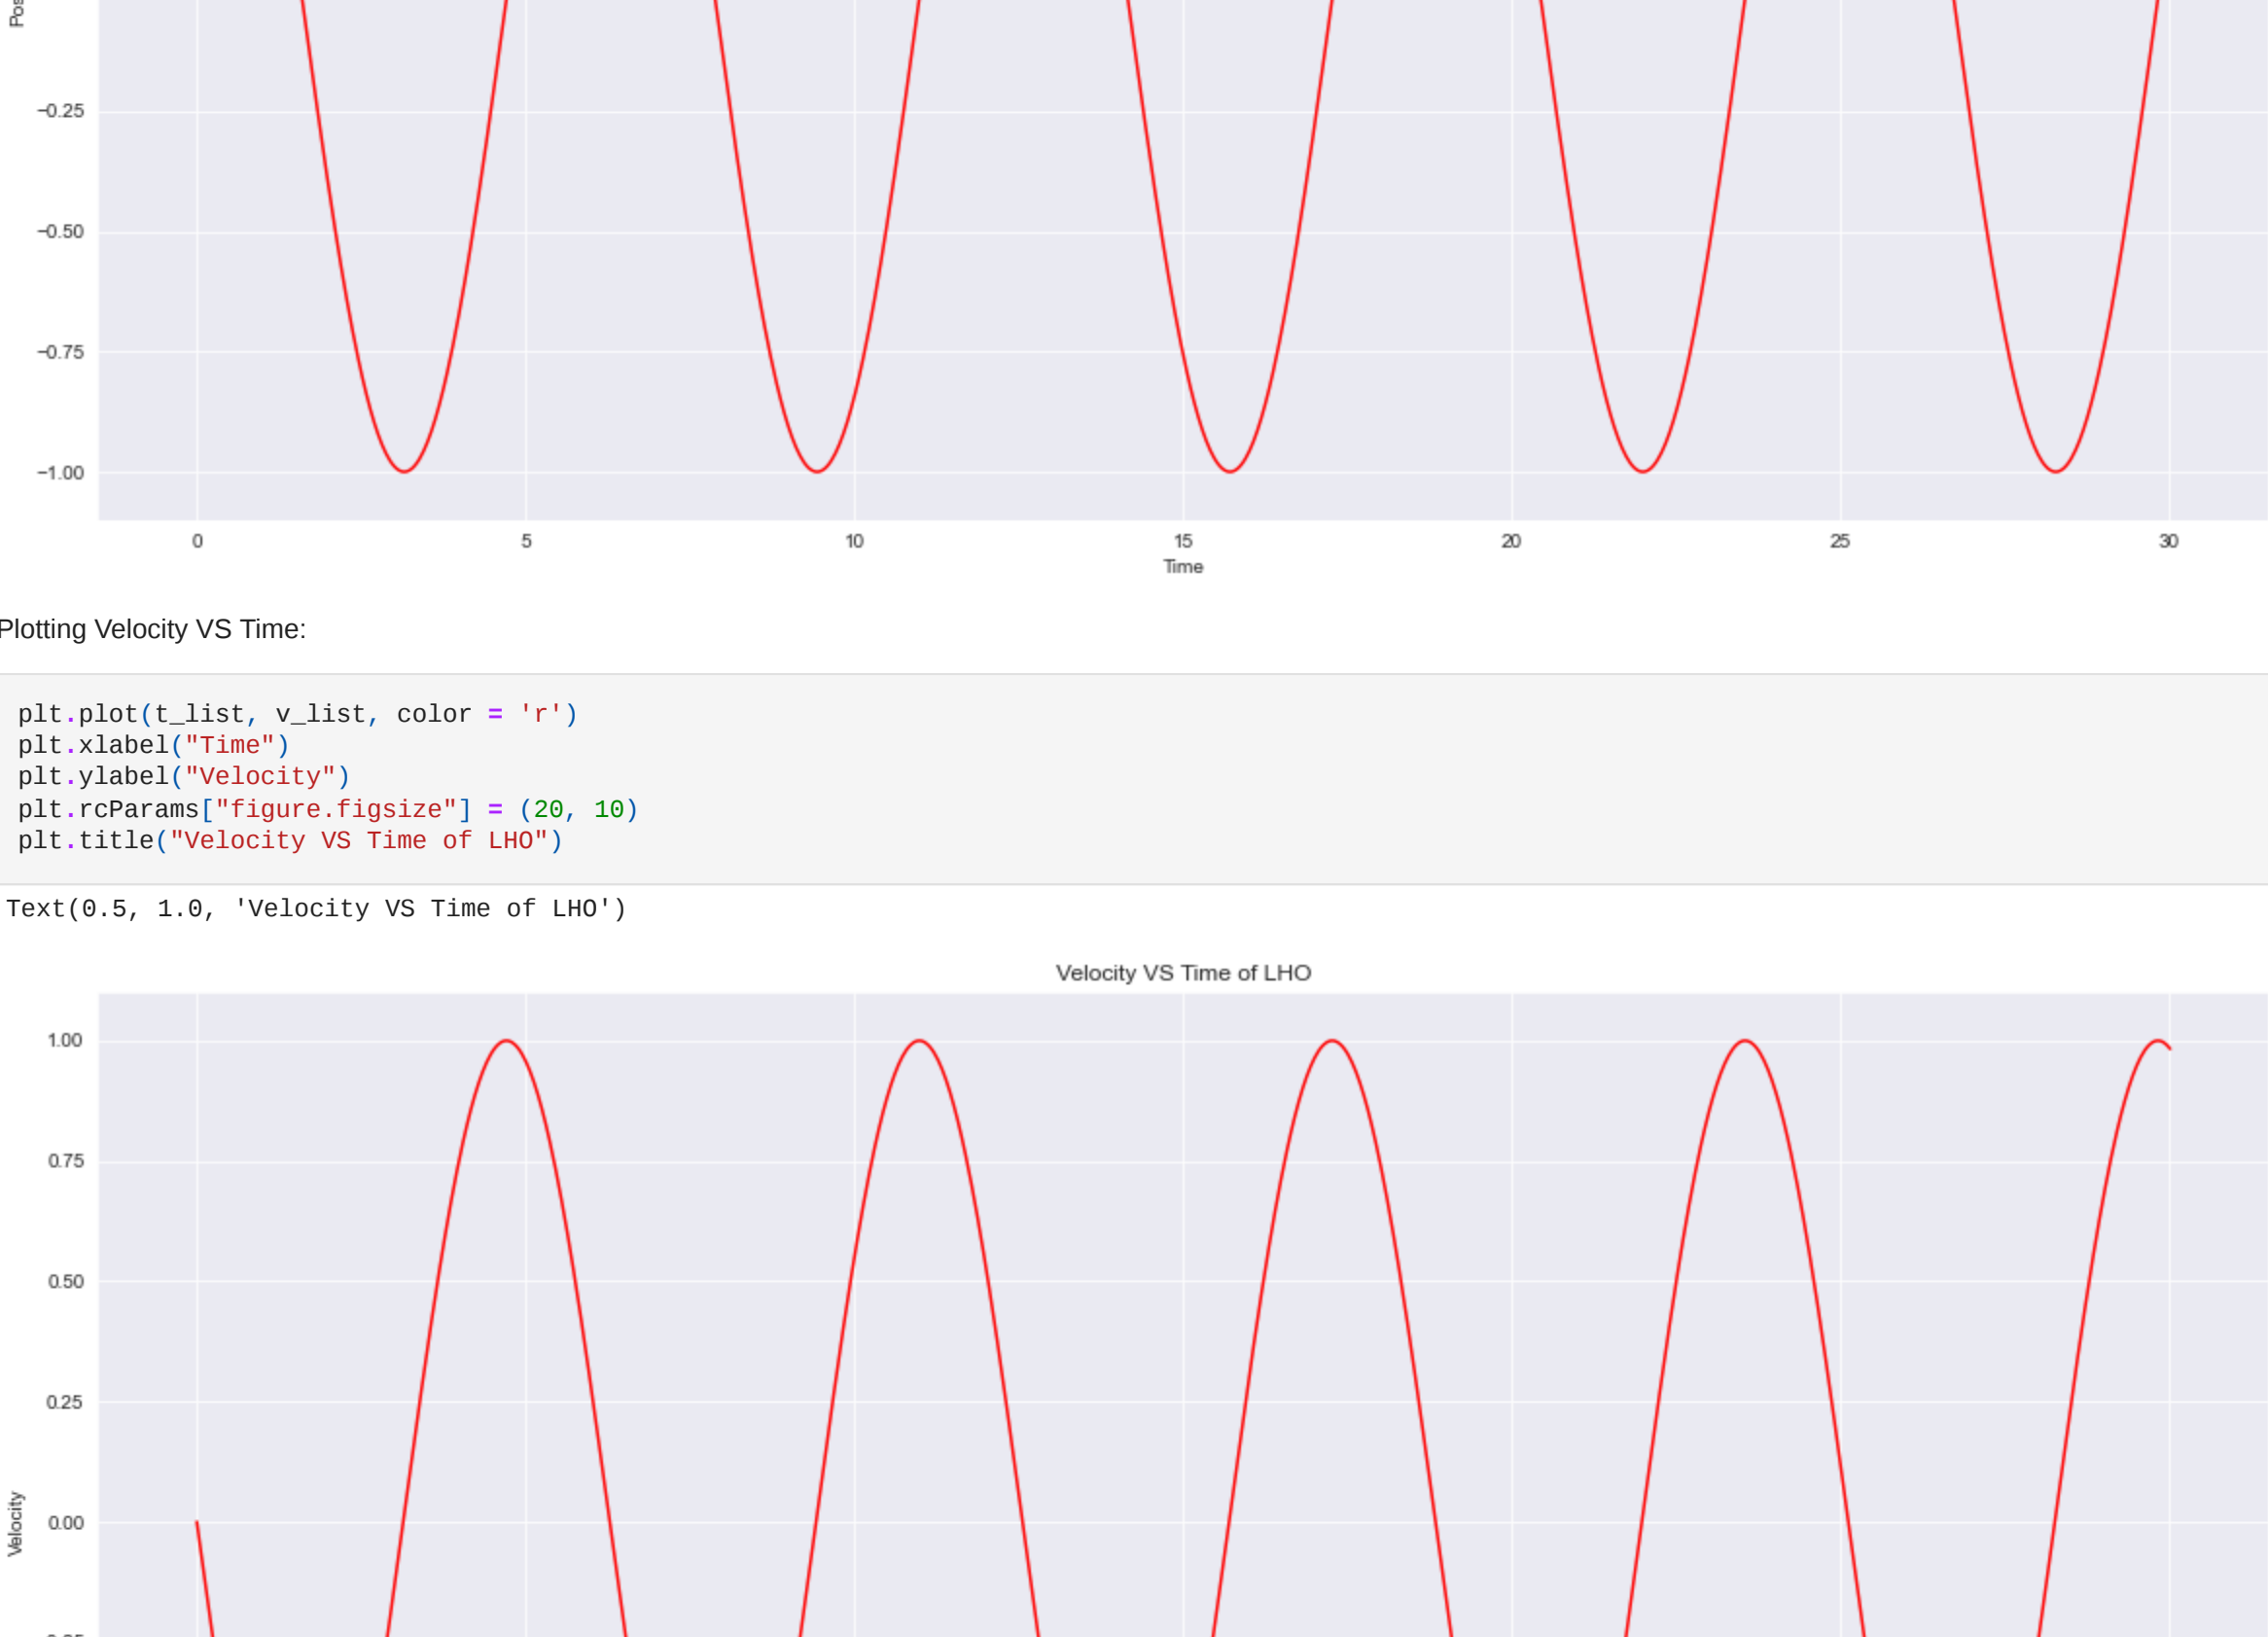 −0.25
−0.50
−0.75
−1.00
0 5 10 15 20 25 30
Time
Plotting Velocity VS Time:
plt.plot(t_list, v_list, color = 'r')
plt.xlabel("Time")
plt.ylabel("Velocity")
plt.rcParams["figure.figsize"] = (20, 10)
plt.title("Velocity VS Time of LHO")
Text(0.5, 1.0, 'Velocity VS Time of LHO')
Velocity VS Time of LHO
1.00
0.75
0.50
0.25
0.00
Velocity